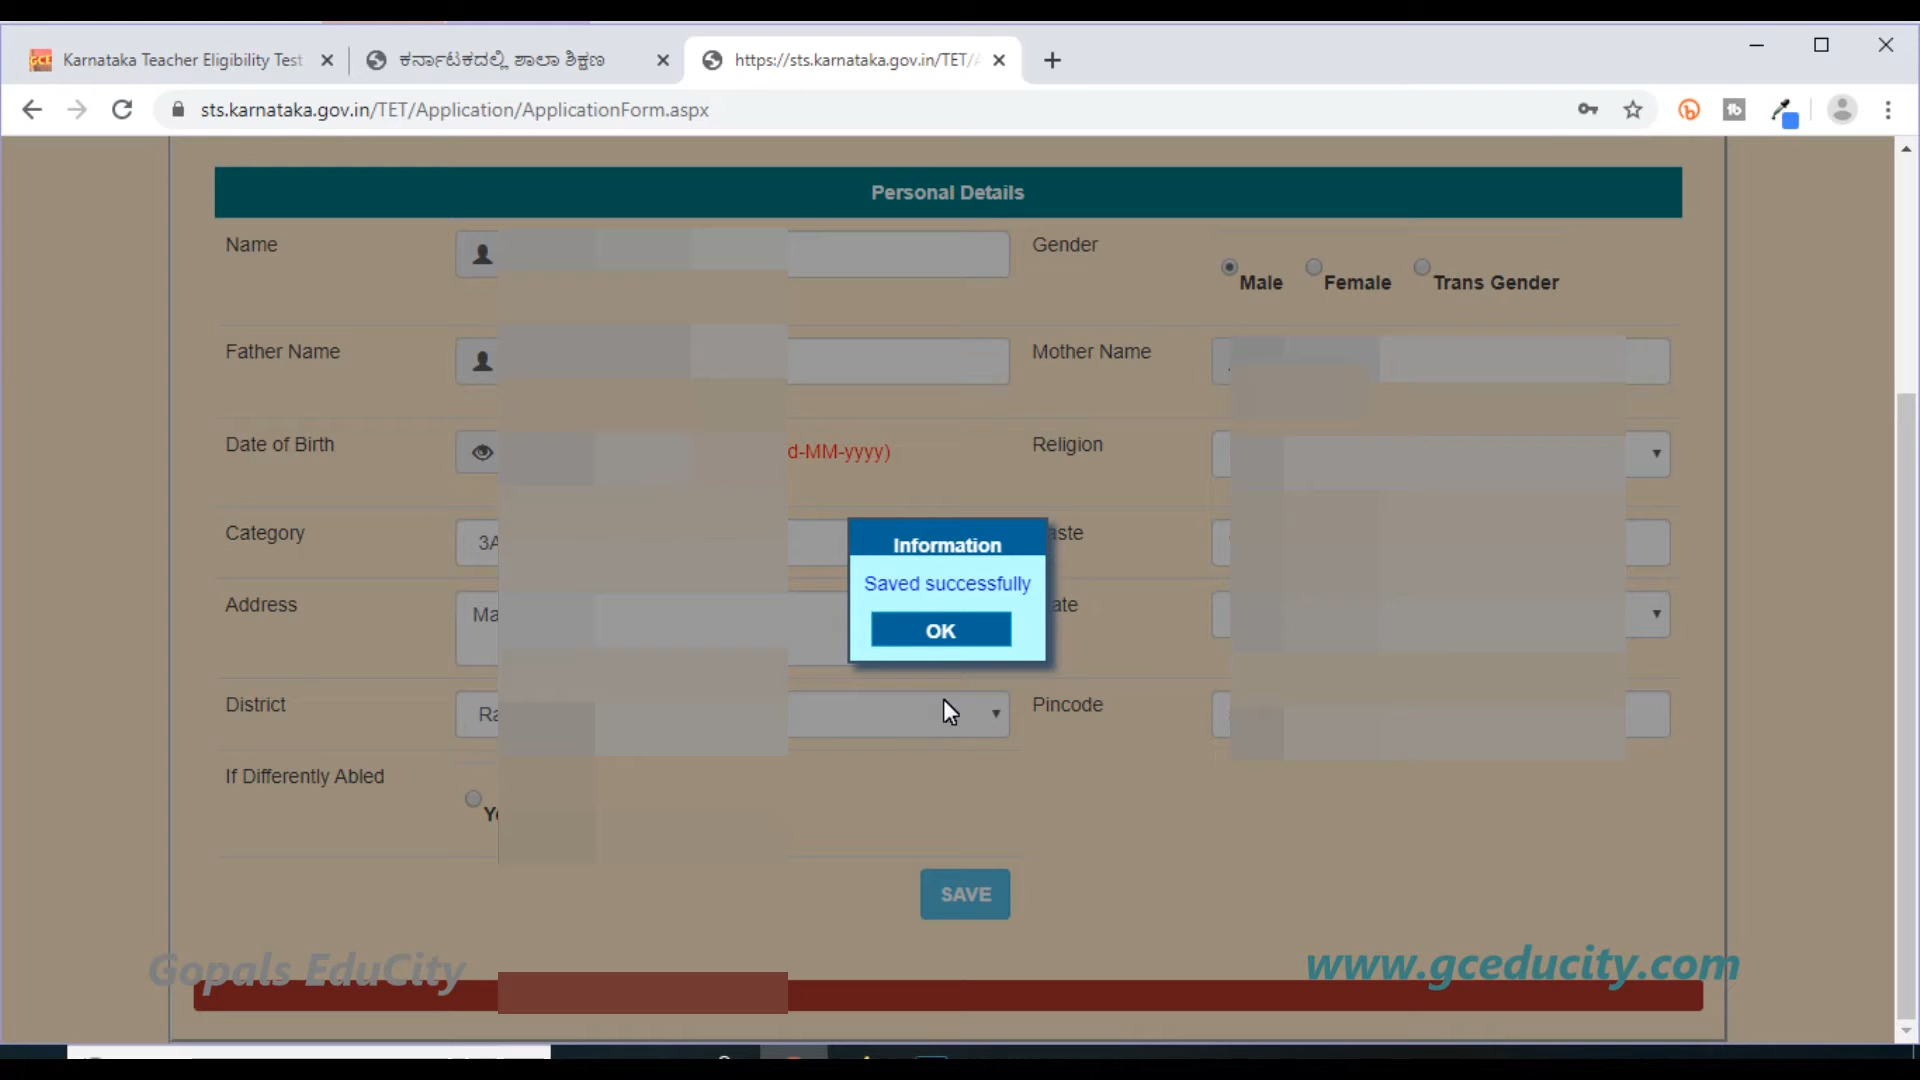 Karnataka Teacher Eligibility Test
ಕರ್ನಾಟಕದಲ್ಲಿ ಶಾಲಾ ಶಿಕ್ಷಣ
https://sts.karnataka.gov.in/TET/
sts.karnataka.gov.in/TET/Application/ApplicationForm.aspx
Personal Details
Name
Gender
Male
Female
Trans Gender
Father Name
Mother Name
Date of Birth
d-MM-yyyy)
Religion
Category
3A
aste
Information
Saved successfully
OK
Address
Ma
ate
District
Ra
Pincode
If Differently Abled
SAVE
Gopals EduCity
www.gceducity.com